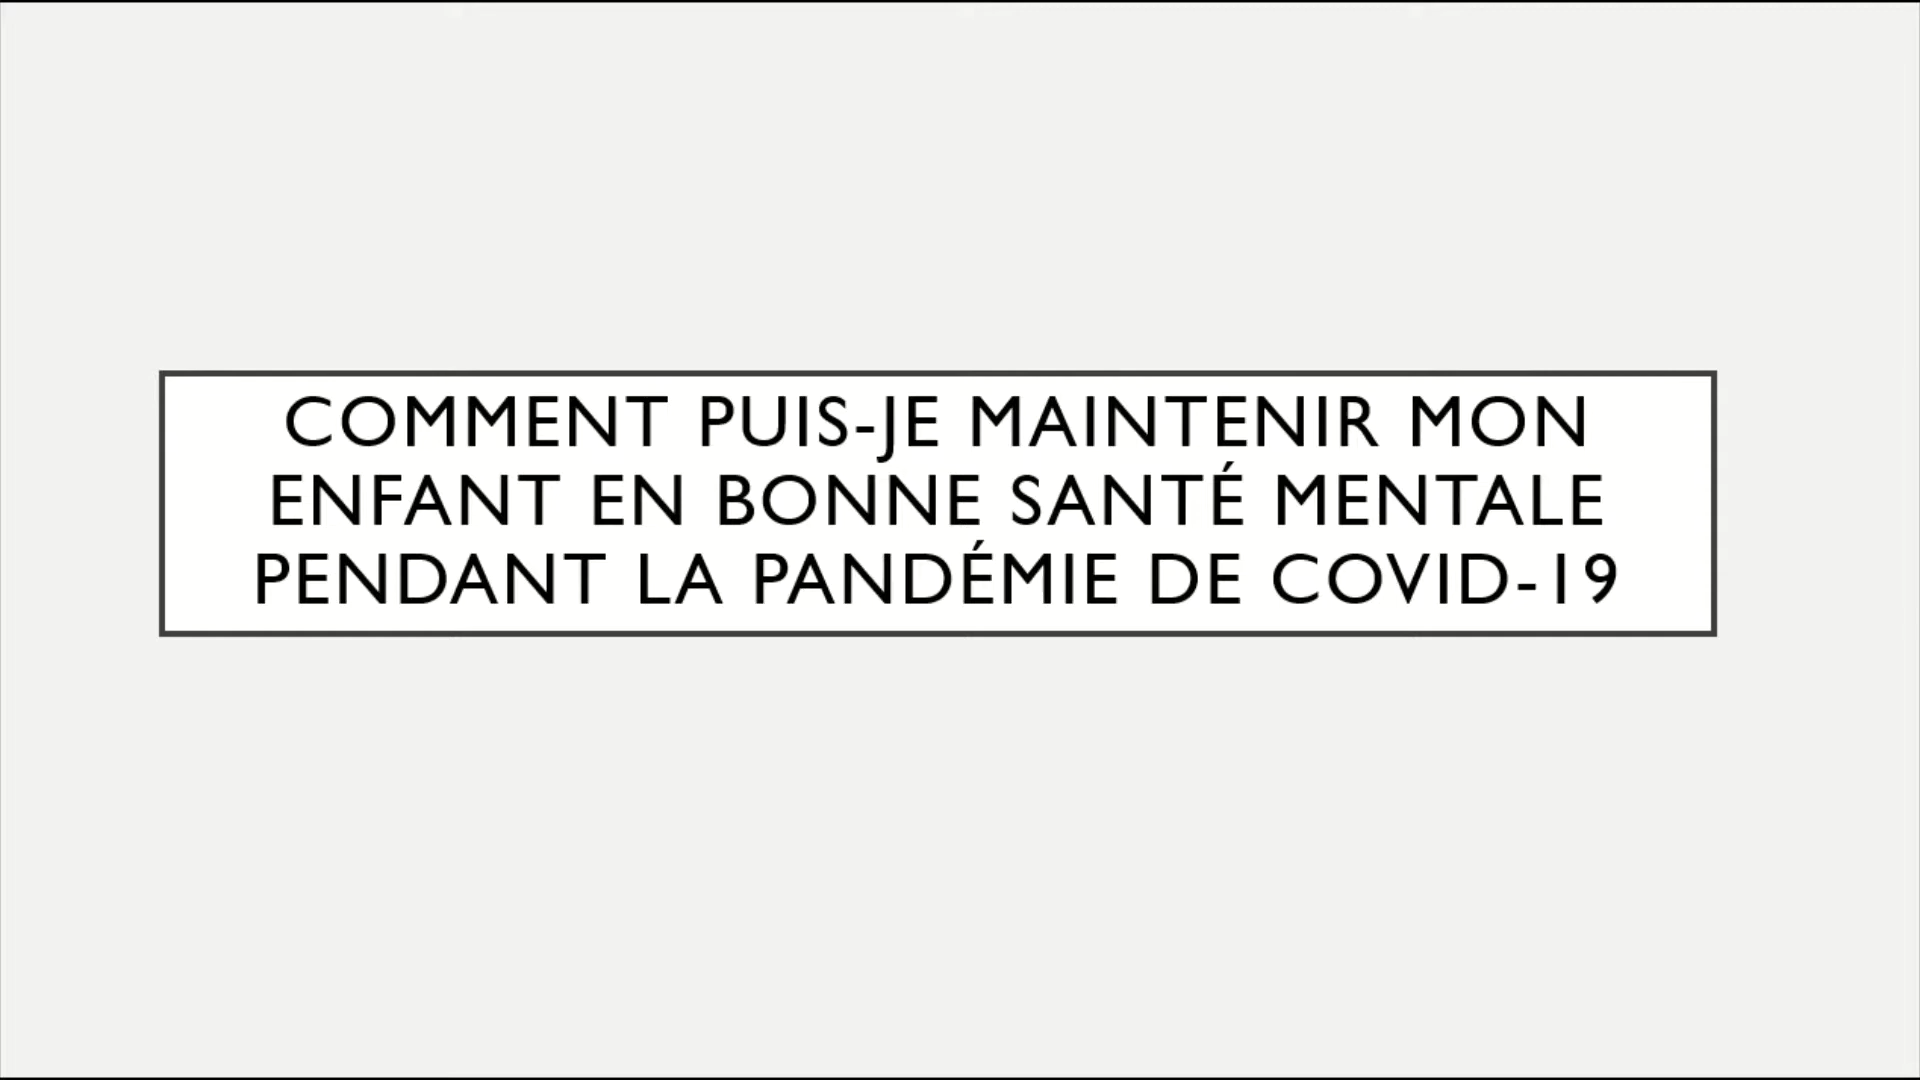 COMMENT PUIS-JE MAINTENIR MON
ENFANT EN BONNE SANTÉ MENTALE
PENDANT LA PANDÉMIE DE COVID-19